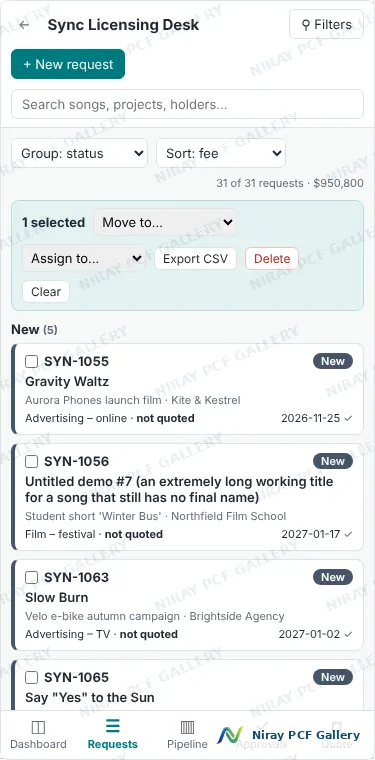 ← Sync Licensing Desk Filters
+ New request
Search songs, projects, holders...
Group: status Sort: fee
31 of 31 requests · $950,800
1 selected Move to...
Assign to... Export CSV Delete
Clear
New (5)
SYN-1055 New
Gravity Waltz
Aurora Phones launch film · Kite & Kestrel
Advertising – online · not quoted 2026-11-25 ✓
SYN-1056 New
Untitled demo #7 (an extremely long working title
for a song that still has no final name)
Student short 'Winter Bus' · Northfield Film School
Film – festival · not quoted 2027-01-17 ✓
SYN-1063 New
Slow Burn
Velo e-bike autumn campaign · Brightside Agency
Advertising – TV · not quoted 2027-01-02 ✓
SYN-1065 New
Say "Yes" to the Sun
Dashboard Requests Pipeline Approvals Quote
Niray PCF Gallery
NIRAY PCF GALLERY